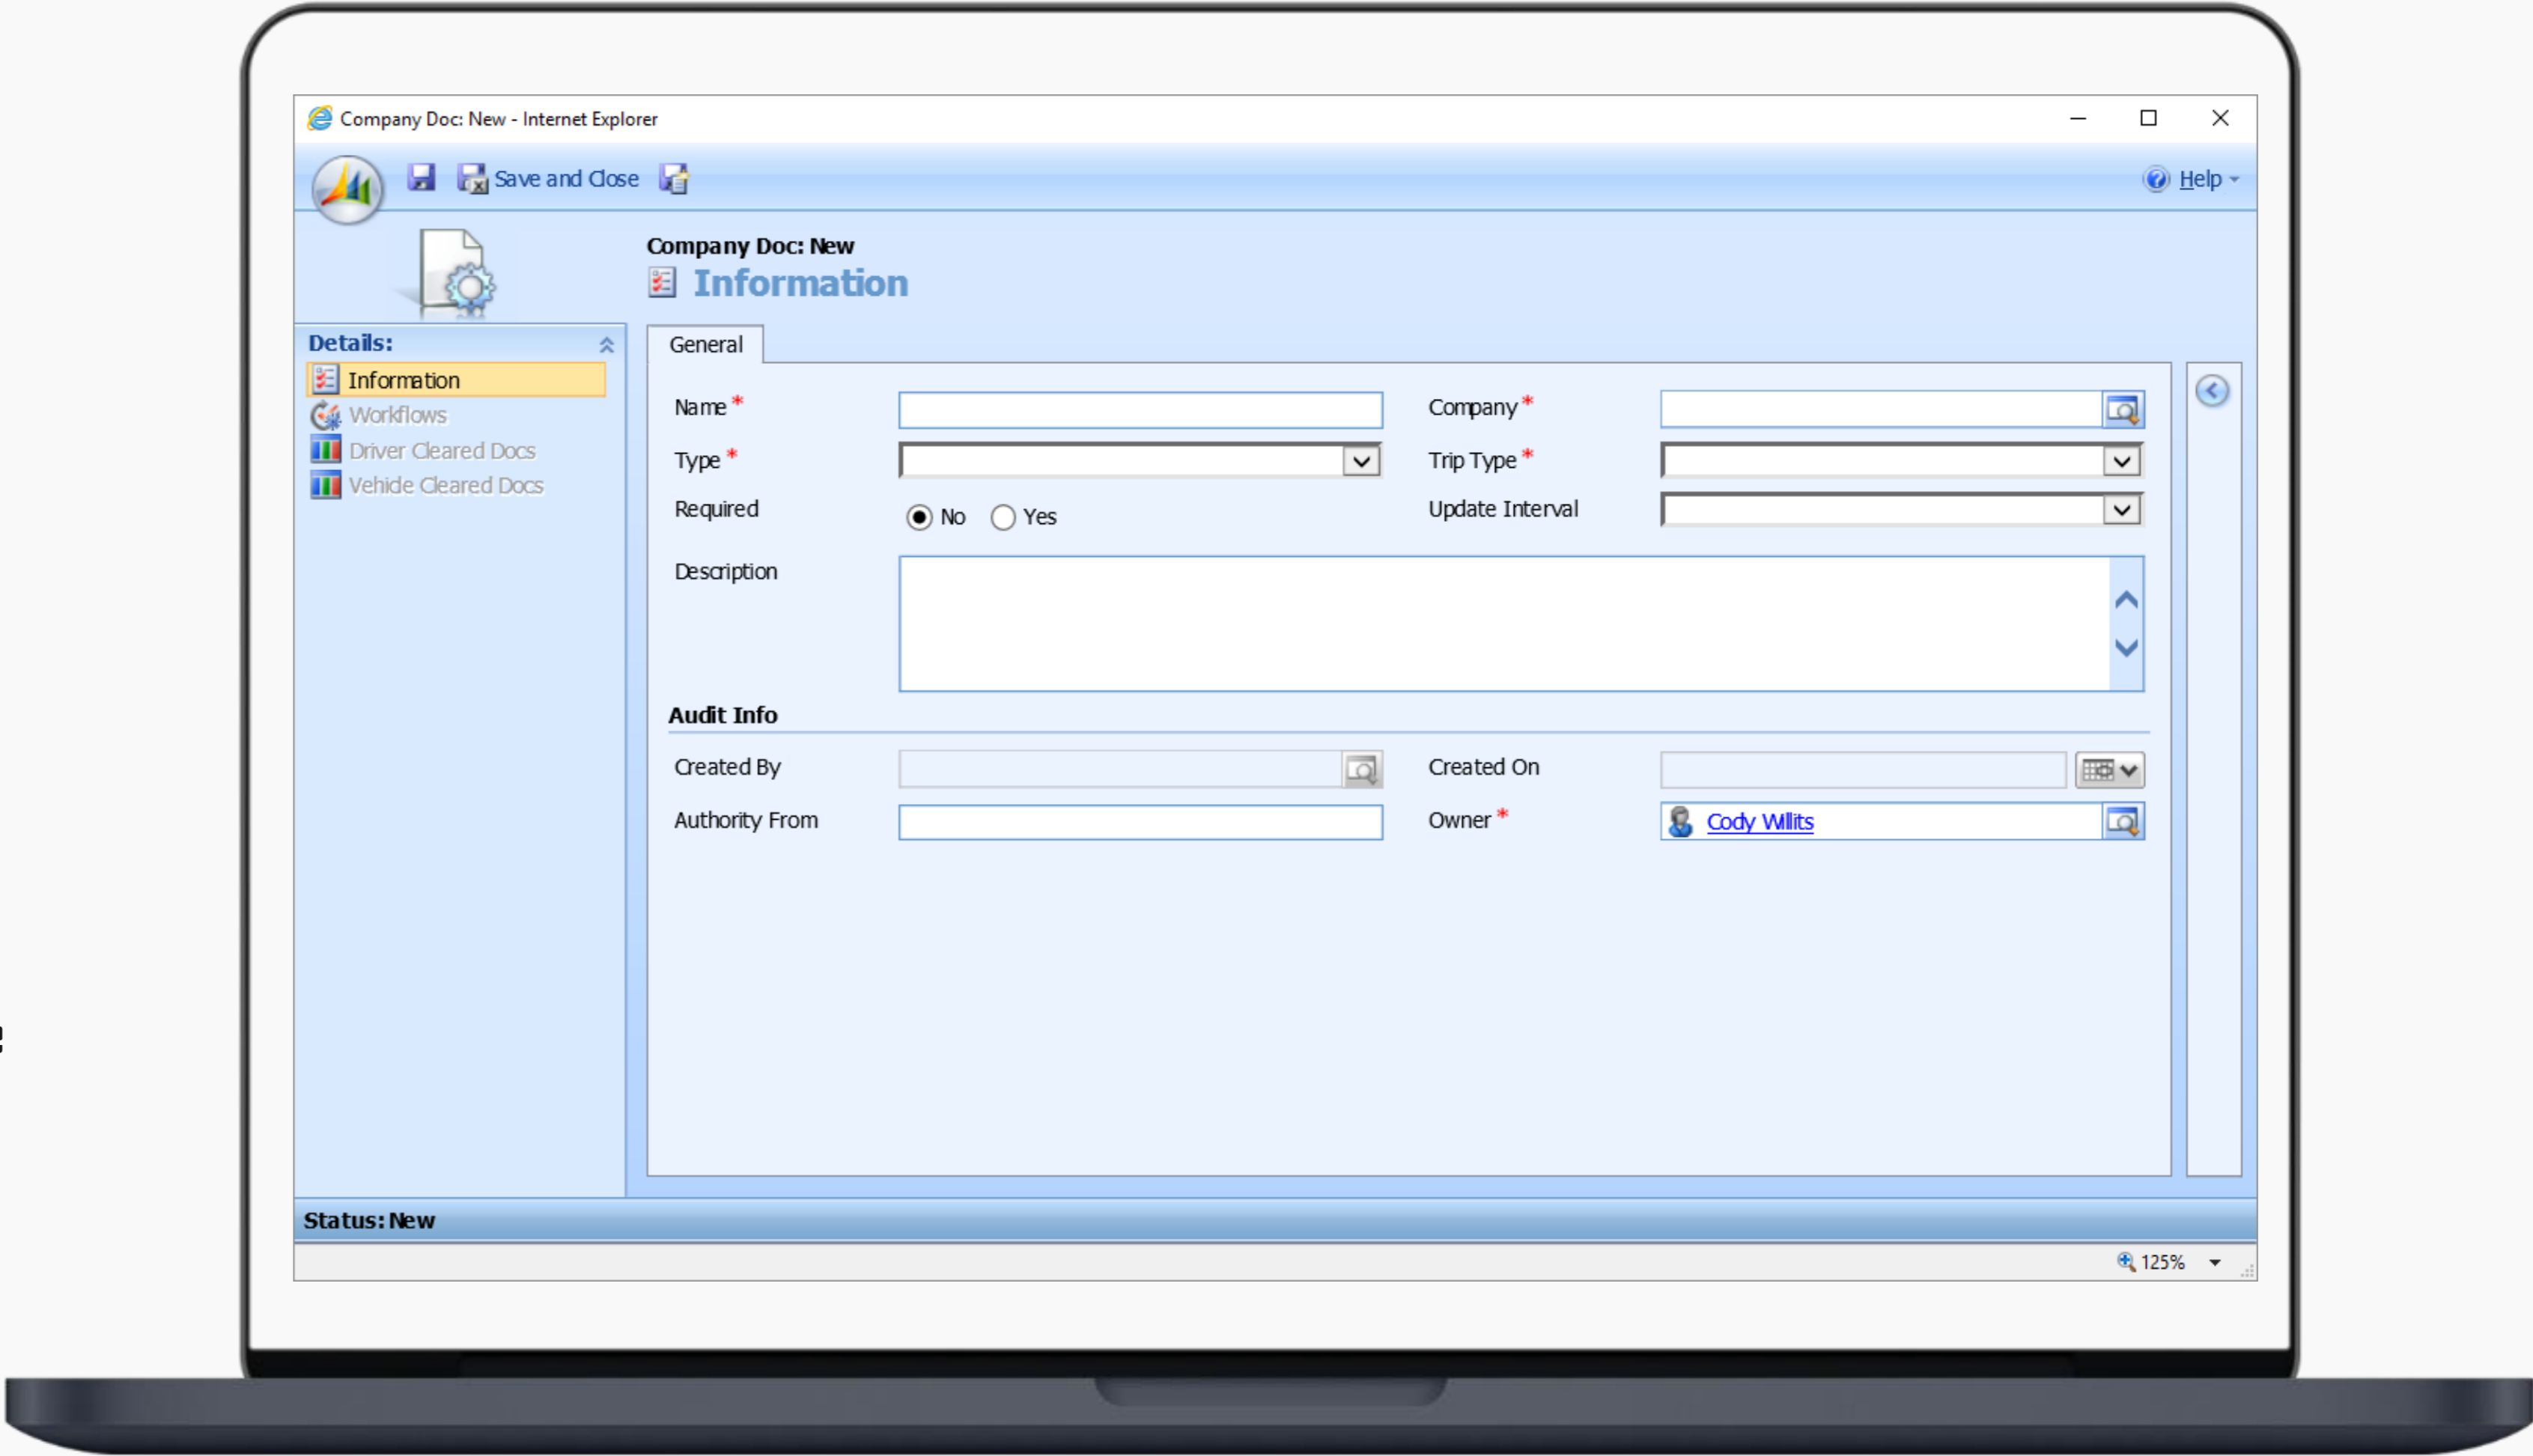 Company Doc: New - Internet Explorer
Save and Close
Help
Company Doc: New
Information
Details:
Information
Workflows
Driver Cleared Docs
Vehicle Cleared Docs
General
Name * Company *
Type * Trip Type *
Required No Yes Update Interval
Description
Audit Info
Created By Created On
Authority From Owner * Cody Willits
Status: New
125%